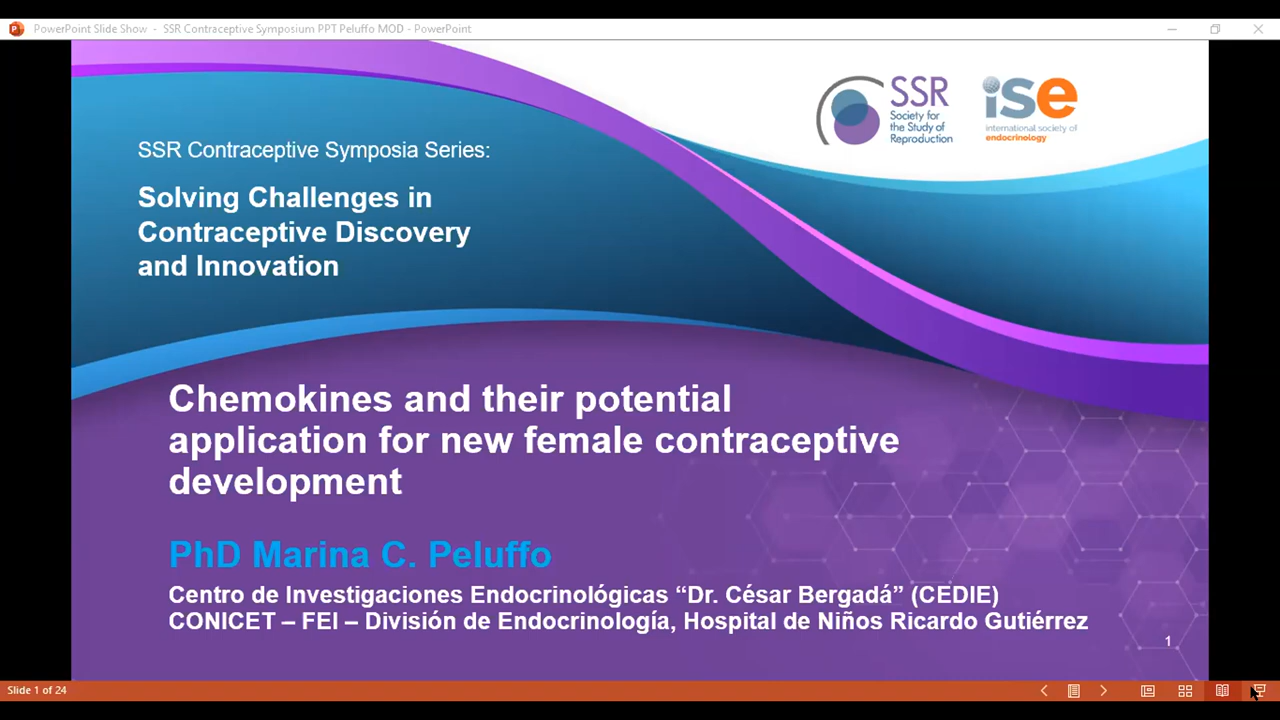 PowerPoint Slide Show - SSR Contraceptive Symposium PPT Peluffo MOD - PowerPoint
SSR
Society for
the Study of
Reproduction
ise
international society of
endocrinology
SSR Contraceptive Symposia Series:
Solving Challenges in
Contraceptive Discovery
and Innovation
Chemokines and their potential
application for new female contraceptive
development
PhD Marina C. Peluffo
Centro de Investigaciones Endocrinológicas “Dr. César Bergadá” (CEDIE)
CONICET – FEI – División de Endocrinología, Hospital de Niños Ricardo Gutiérrez
1
Slide 1 of 24